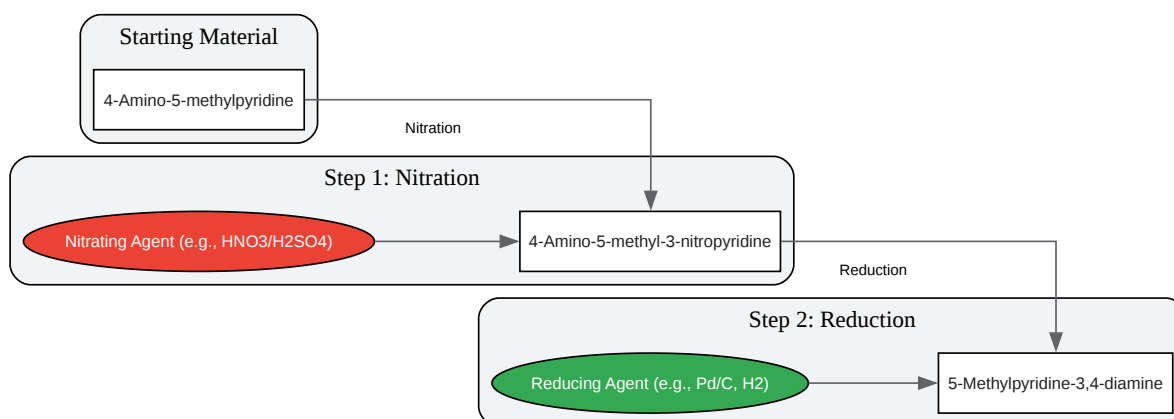 Starting Material
4-Amino-5-methylpyridine
Nitration
Step 1: Nitration
Nitrating Agent (e.g., HNO3/H2SO4)
4-Amino-5-methyl-3-nitropyridine
Reduction
Step 2: Reduction
Reducing Agent (e.g., Pd/C, H2)
5-Methylpyridine-3,4-diamine